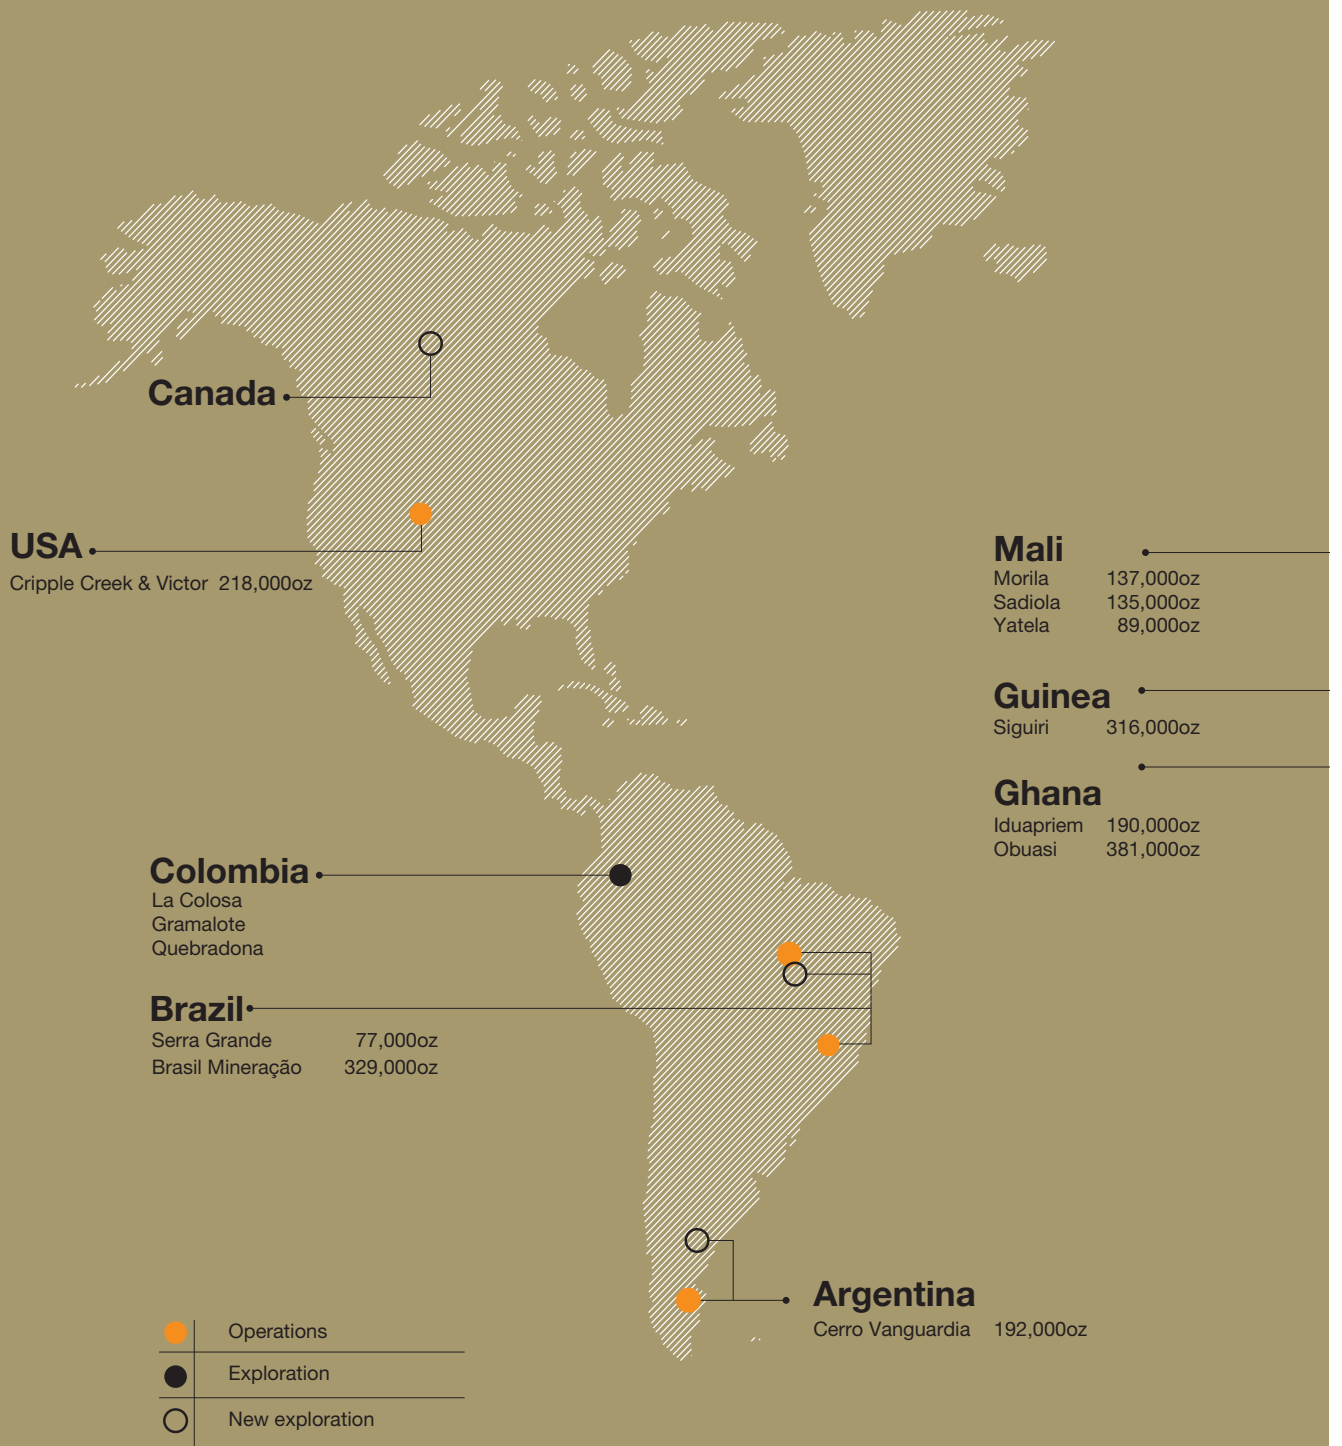 Canada
USA
Cripple Creek & Victor 218,000oz
Mali
Morila 137,000oz
Sadiola 135,000oz
Yatela 89,000oz
Guinea
Siguiri 316,000oz
Ghana
Iduapriem 190,000oz
Obuasi 381,000oz
Colombia
La Colosa
Gramalote
Quebradona
Brazil
Serra Grande 77,000oz
Brasil Mineração 329,000oz
Argentina
Cerro Vanguardia 192,000oz
Operations
Exploration
New exploration